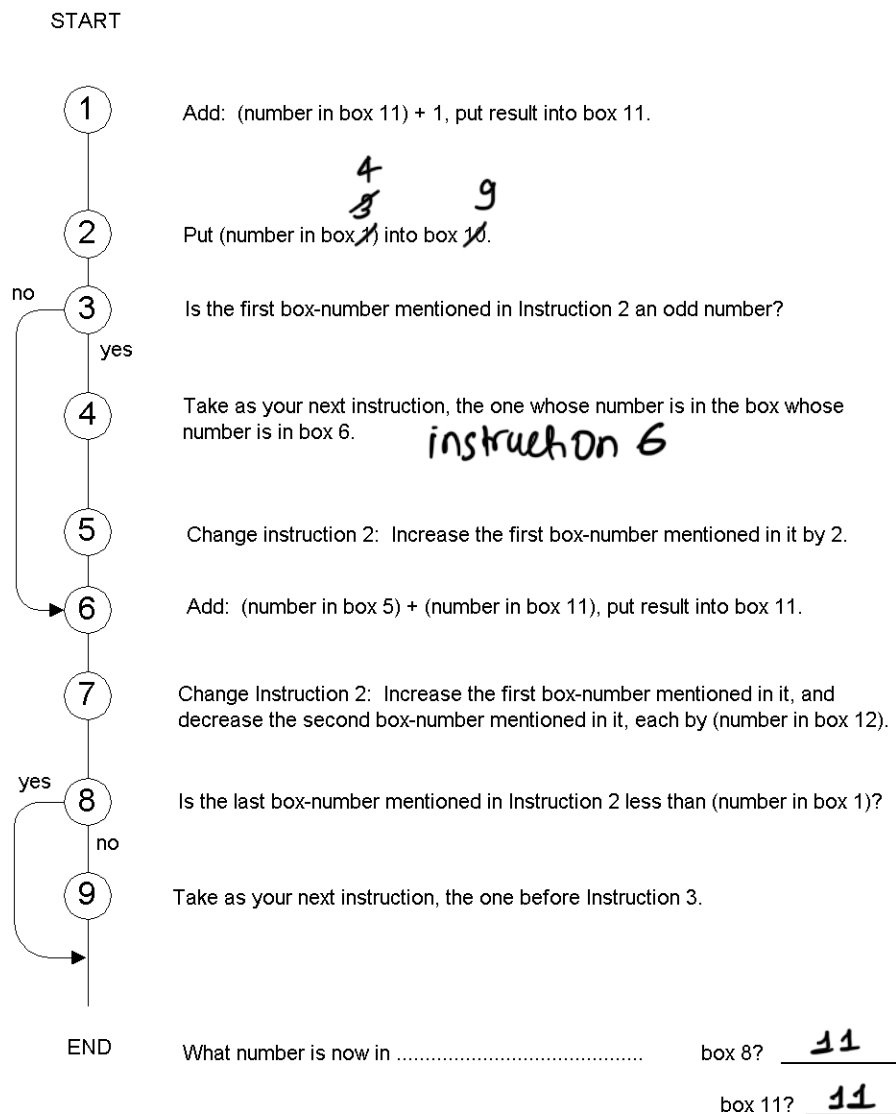 START
1
Add: (number in box 11) + 1, put result into box 11.
4
3
9
2
Put (number in box 1) into box 10.
no
3
Is the first box-number mentioned in Instruction 2 an odd number?
yes
4
Take as your next instruction, the one whose number is in the box whose
number is in box 6.
instruction 6
5
Change instruction 2: Increase the first box-number mentioned in it by 2.
6
Add: (number in box 5) + (number in box 11), put result into box 11.
7
Change Instruction 2: Increase the first box-number mentioned in it, and
decrease the second box-number mentioned in it, each by (number in box 12).
yes
8
Is the last box-number mentioned in Instruction 2 less than (number in box 1)?
no
9
Take as your next instruction, the one before Instruction 3.
END
What number is now in ........................................... box 8? 11
box 11? 11